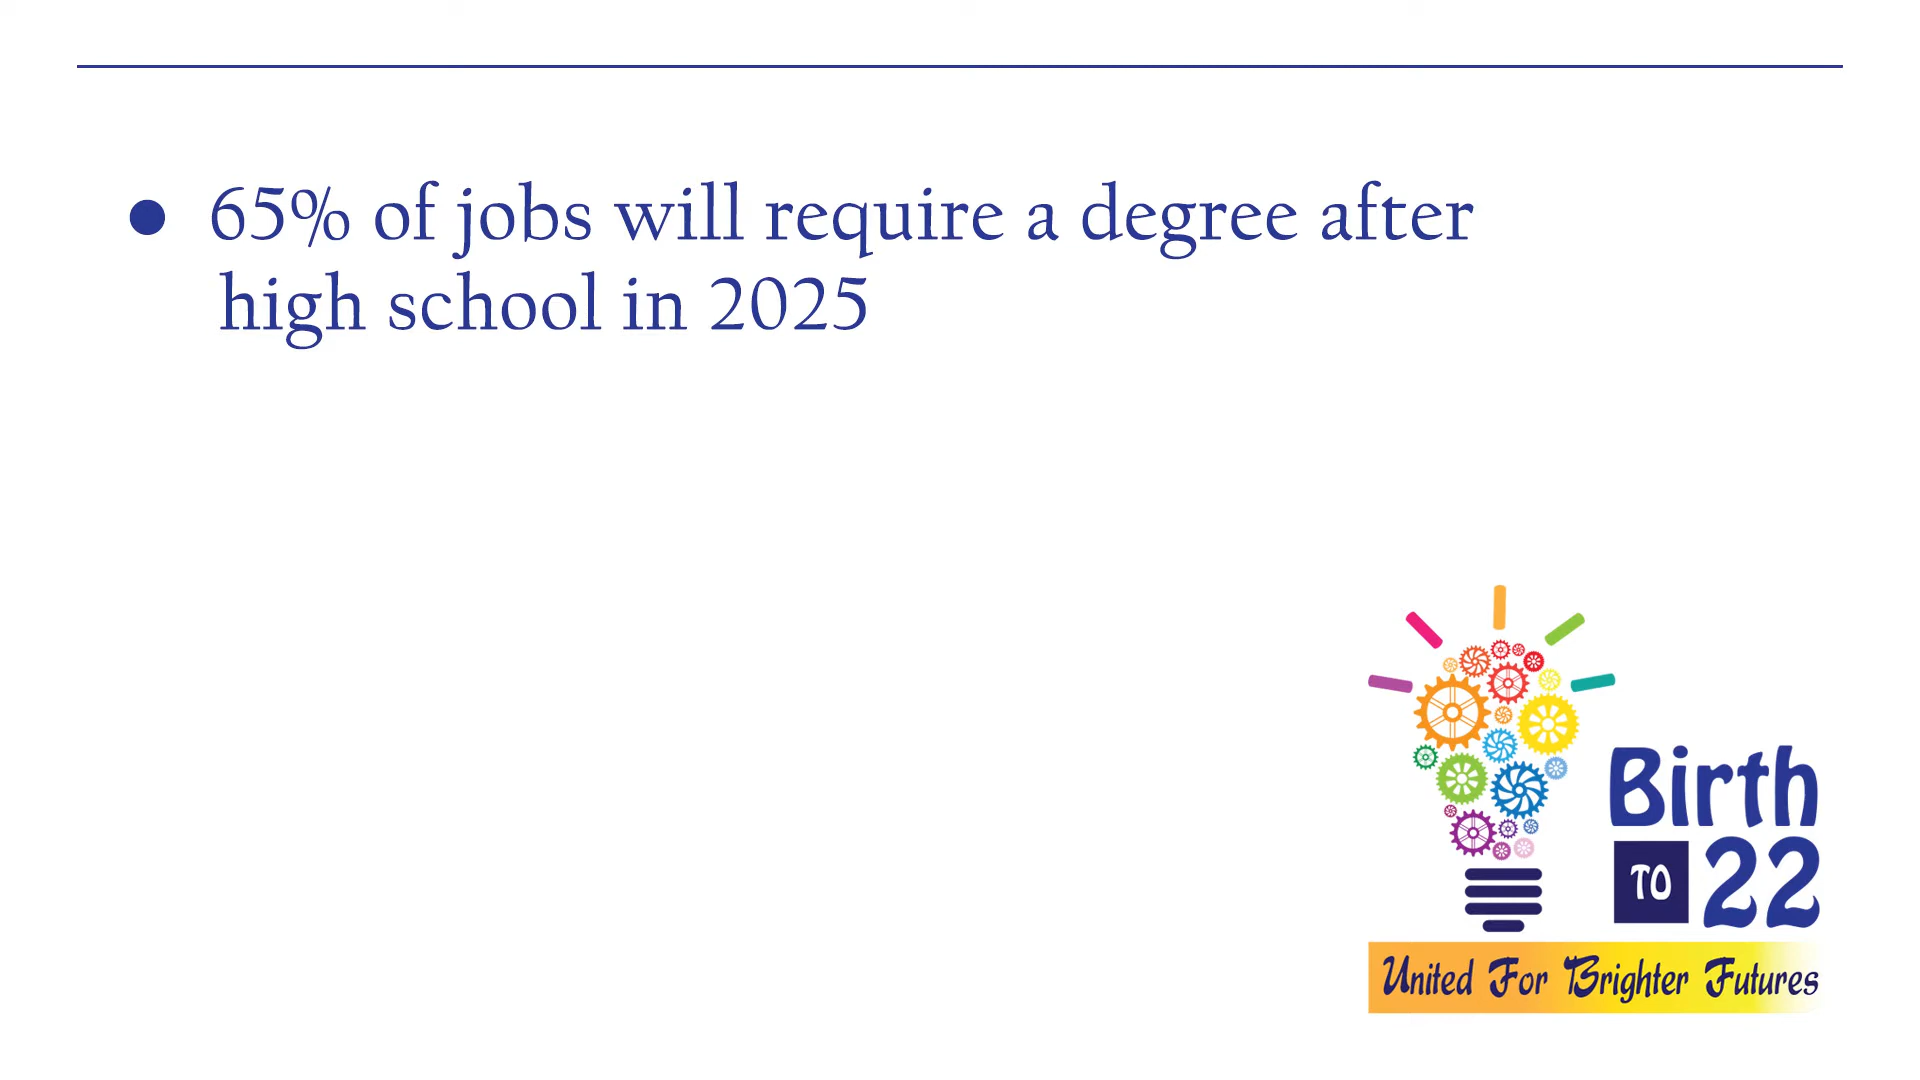 ● 65% of jobs will require a degree after
high school in 2025
Birth
TO 22
United For Brighter Futures